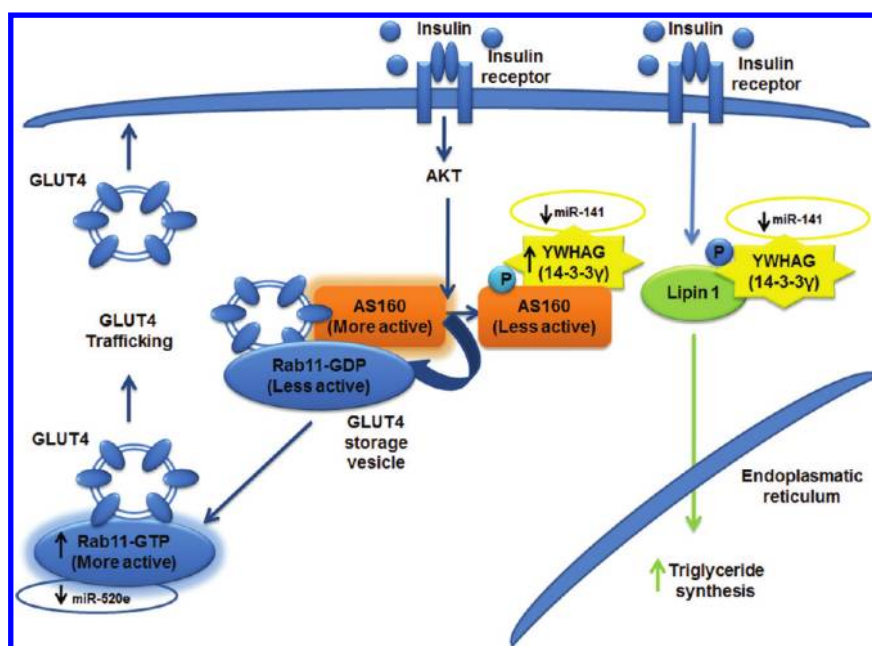 Insulin
Insulin
receptor
Insulin
Insulin
receptor
GLUT4
AKT
↓ miR-141
↑ YWHAG
(14-3-3γ)
P
AS160
(More active)
AS160
(Less active)
↓ miR-141
P
YWHAG
(14-3-3γ)
Lipin 1
GLUT4
Trafficking
Rab11-GDP
(Less active)
GLUT4
storage
vesicle
GLUT4
↑ Rab11-GTP
(More active)
↓ miR-520e
Endoplasmatic
reticulum
↑ Triglyceride
synthesis